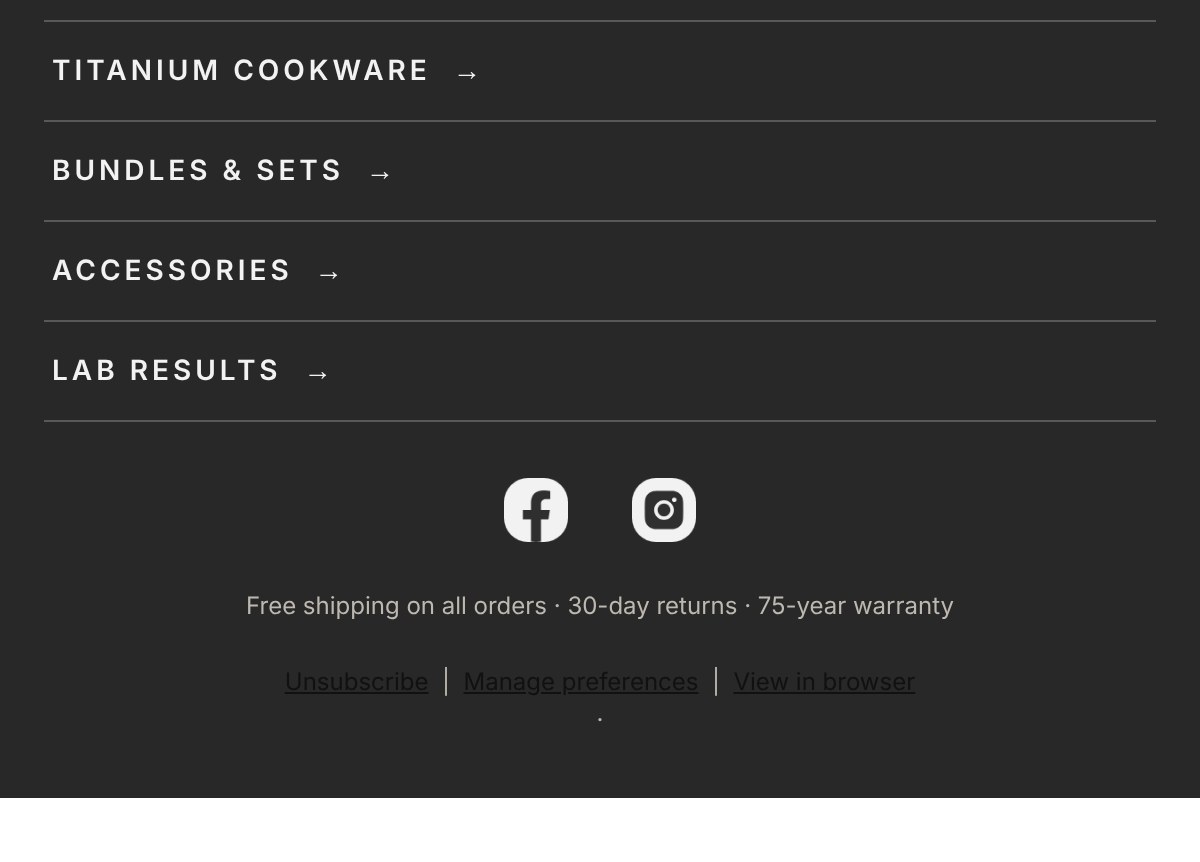 TITANIUM COOKWARE →
BUNDLES & SETS →
ACCESSORIES →
LAB RESULTS →
Free shipping on all orders · 30-day returns · 75-year warranty
Unsubscribe | Manage preferences | View in browser
.